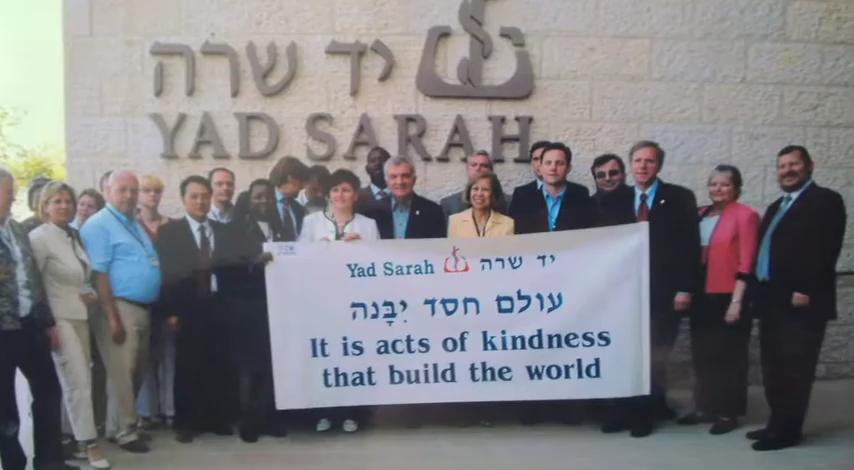 יד שרה
YAD SARAH
Yad Sarah יד שרה
עולם חסד יִבָּנה
It is acts of kindness
that build the world